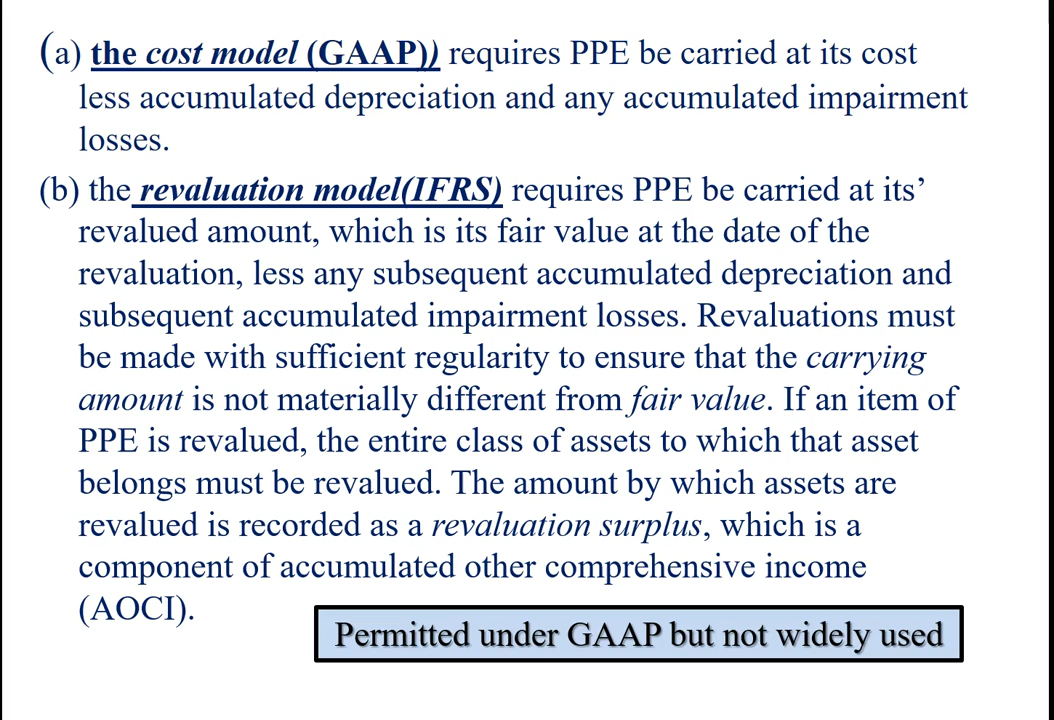 (a) the cost model (GAAP)) requires PPE be carried at its cost
less accumulated depreciation and any accumulated impairment
losses.
(b) the revaluation model(IFRS) requires PPE be carried at its’
revalued amount, which is its fair value at the date of the
revaluation, less any subsequent accumulated depreciation and
subsequent accumulated impairment losses. Revaluations must
be made with sufficient regularity to ensure that the carrying
amount is not materially different from fair value. If an item of
PPE is revalued, the entire class of assets to which that asset
belongs must be revalued. The amount by which assets are
revalued is recorded as a revaluation surplus, which is a
component of accumulated other comprehensive income
(AOCI).
Permitted under GAAP but not widely used